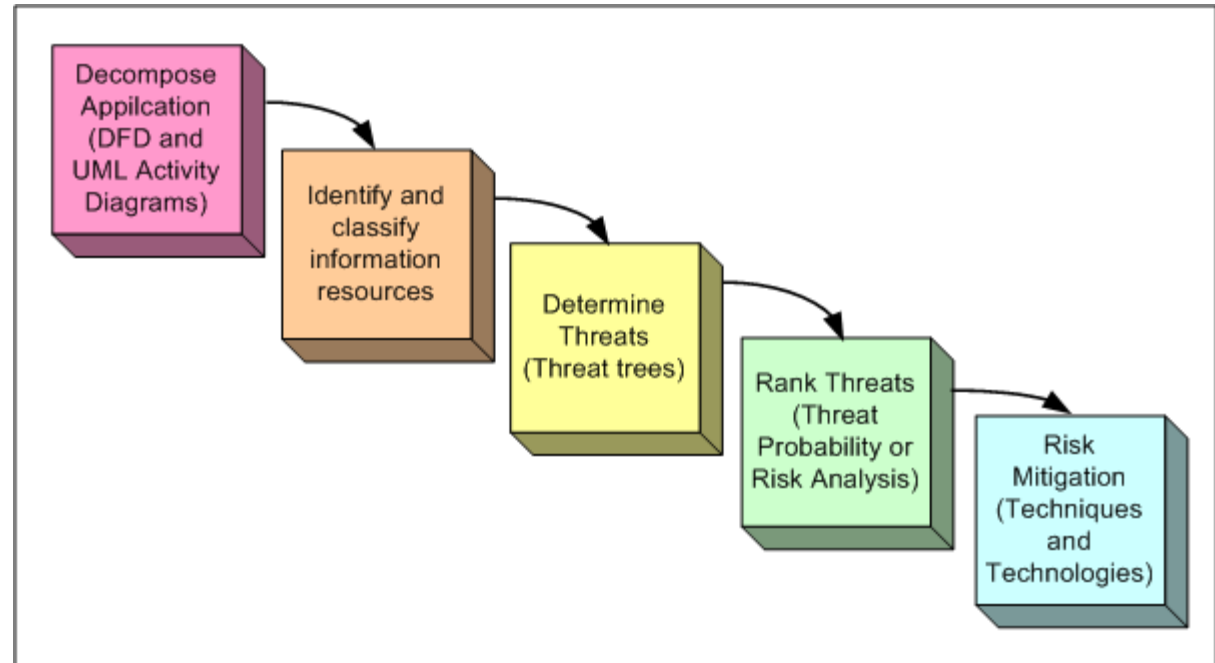 Decompose
Appilcation
(DFD and
UML Activity
Diagrams)
Identify and
classify
information
resources
Determine
Threats
(Threat trees)
Rank Threats
(Threat
Probability or
Risk Analysis)
Risk
Mitigation
(Techniques
and
Technologies)